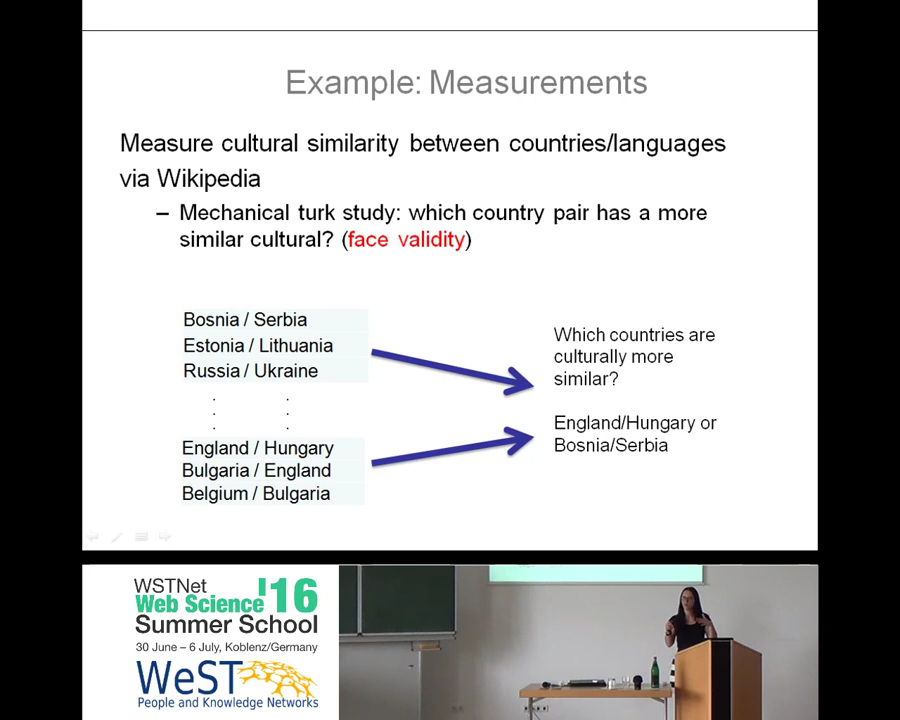 Example: Measurements
Measure cultural similarity between countries/languages
via Wikipedia
– Mechanical turk study: which country pair has a more
similar cultural? (face validity)
Bosnia / Serbia
Estonia / Lithuania
Russia / Ukraine
. .
. .
. .
England / Hungary
Bulgaria / England
Belgium / Bulgaria
Which countries are
culturally more
similar?
England/Hungary or
Bosnia/Serbia
WSTNet
Web Science '16
Summer School
30 June – 6 July, Koblenz/Germany
WeST
People and Knowledge Networks